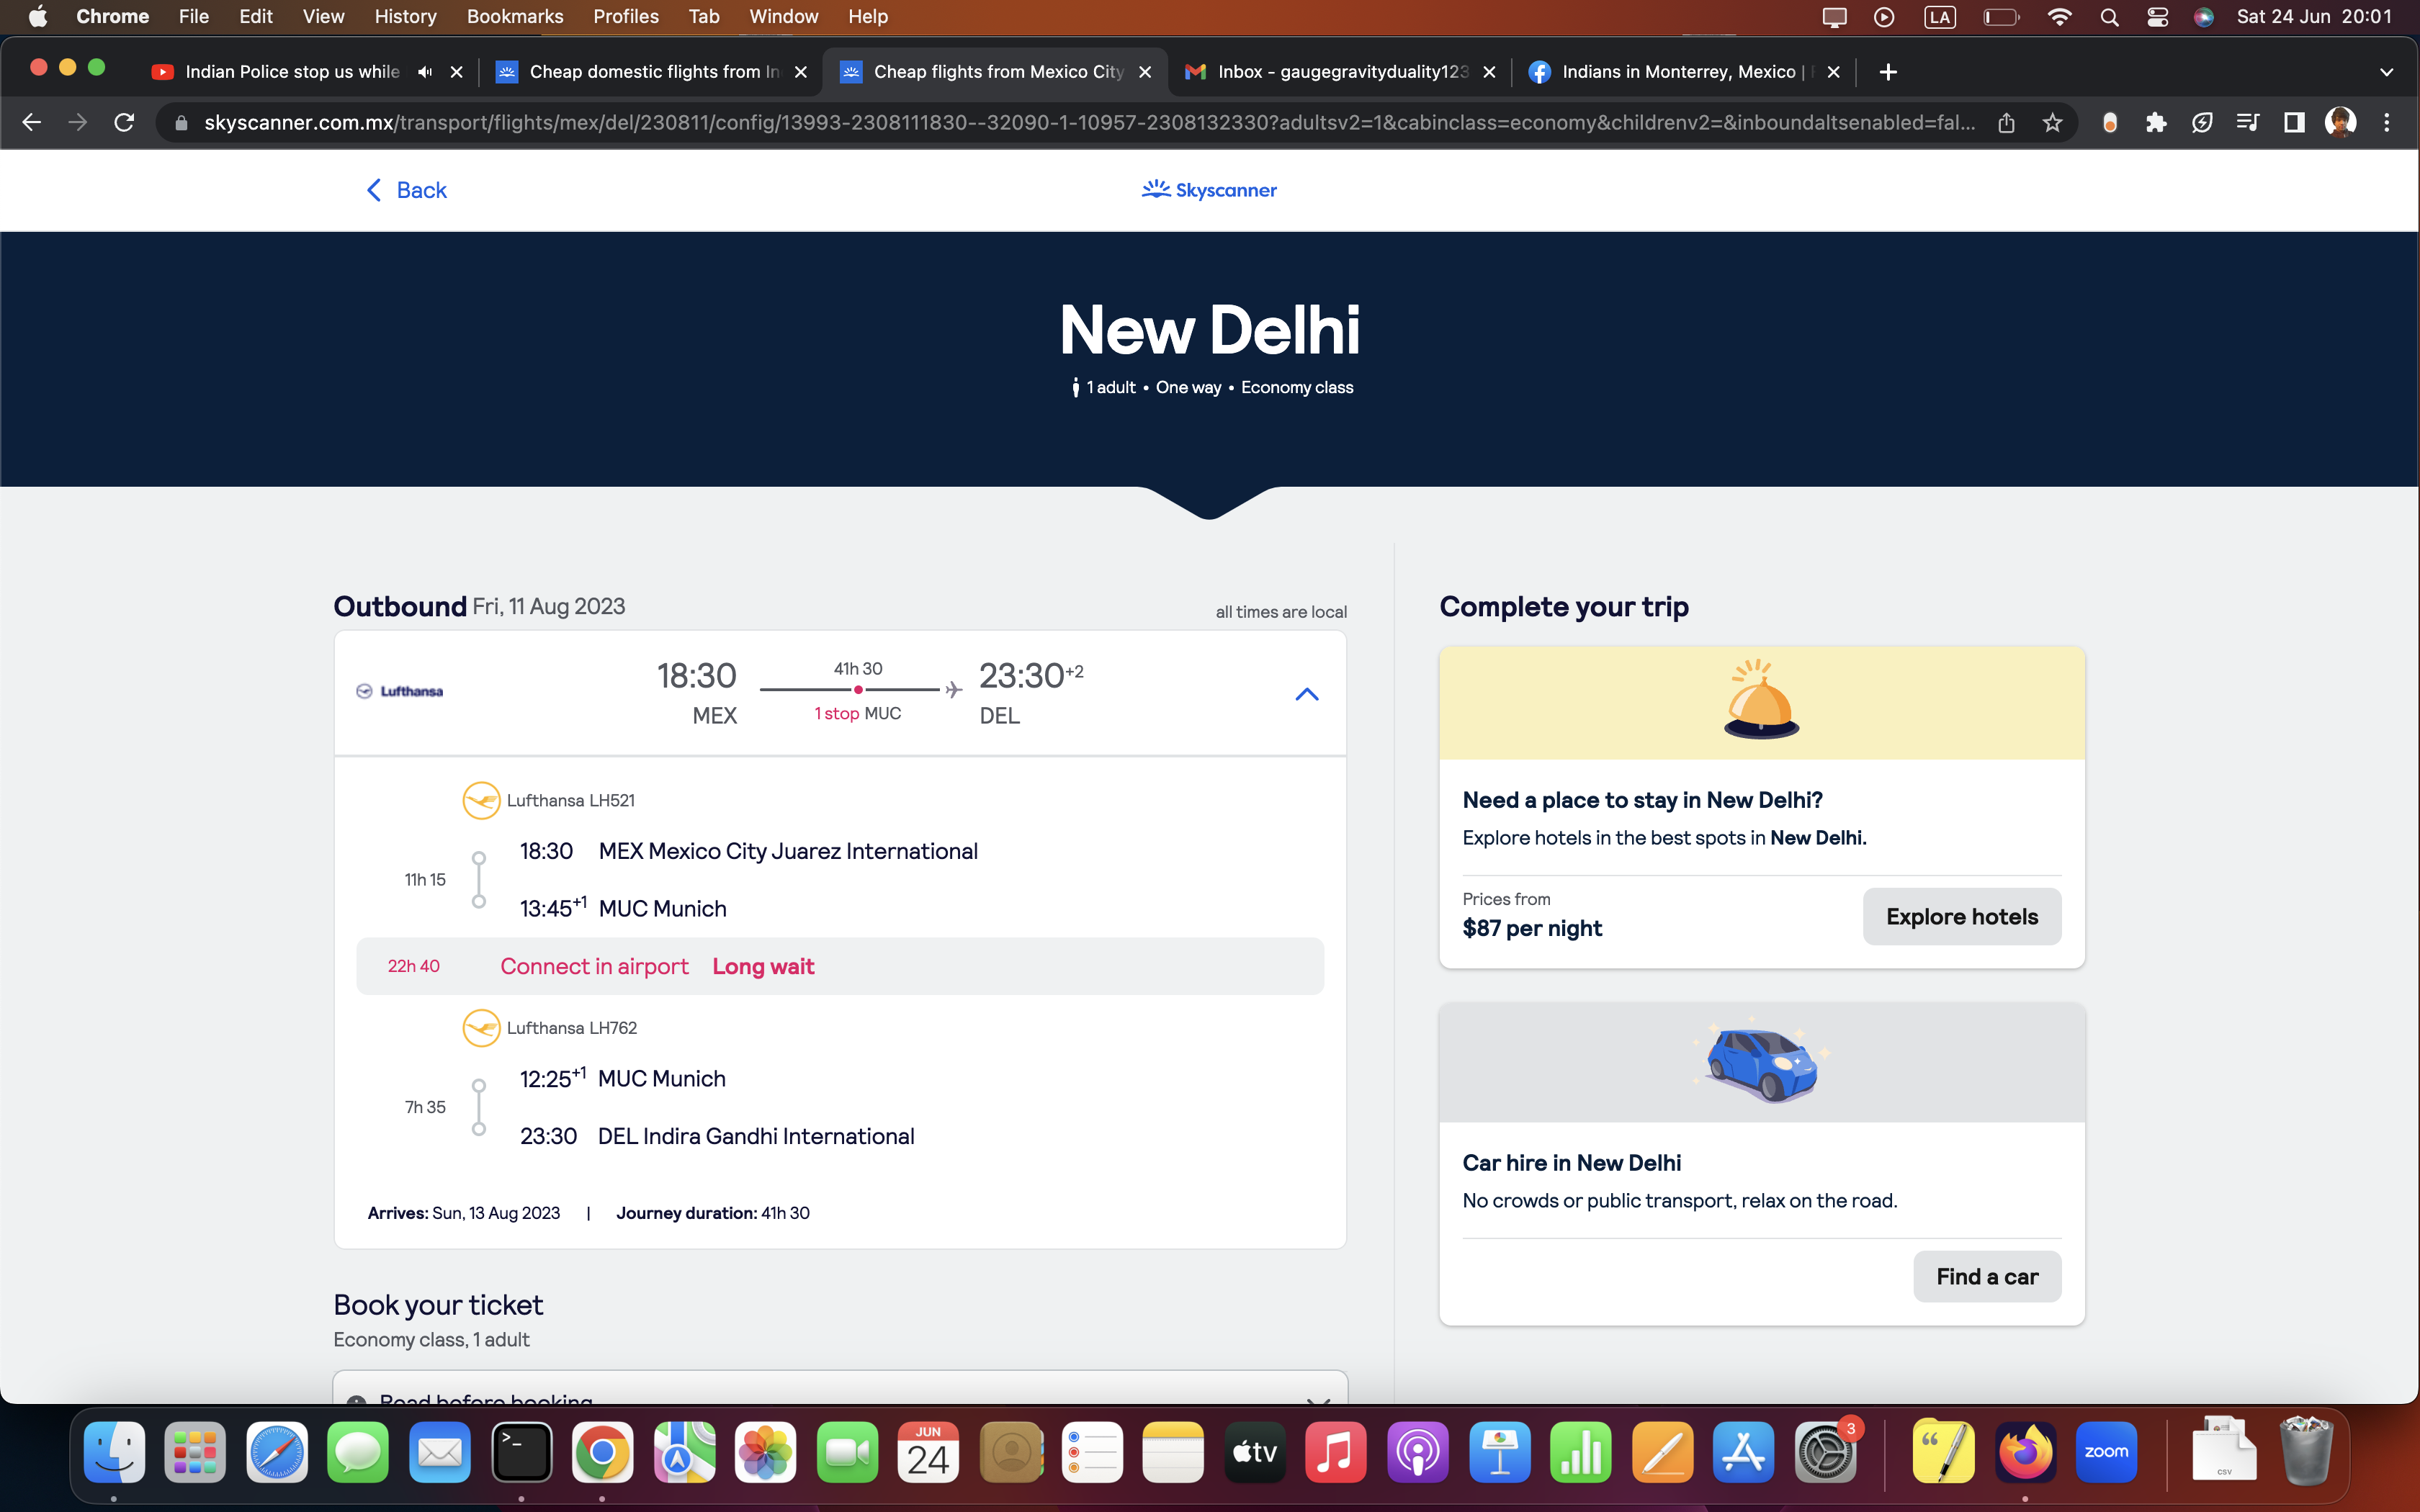 Chrome File Edit View History Bookmarks Profiles Tab Window Help LA Sat 24 Jun 20:01
Indian Police stop us while
Cheap domestic flights from In
Cheap flights from Mexico City
Inbox - gaugegravityduality123
Indians in Monterrey, Mexico |
skyscanner.com.mx/transport/flights/mex/del/230811/config/13993-2308111830--32090-1-10957-2308132330?adultsv2=1&cabinclass=economy&childrenv2=&inboundaltsenabled=fal...
Back
Skyscanner
New Delhi
1 adult • One way • Economy class
Outbound Fri, 11 Aug 2023
all times are local
Lufthansa
18:30
MEX
41h 30
1 stop MUC
23:30+2
DEL
Lufthansa LH521
18:30 MEX Mexico City Juarez International
11h 15
13:45+1 MUC Munich
22h 40 Connect in airport Long wait
Lufthansa LH762
12:25+1 MUC Munich
7h 35
23:30 DEL Indira Gandhi International
Arrives: Sun, 13 Aug 2023 | Journey duration: 41h 30
Book your ticket
Economy class, 1 adult
Read before booking
Complete your trip
Need a place to stay in New Delhi?
Explore hotels in the best spots in New Delhi.
Prices from
$87 per night
Explore hotels
Car hire in New Delhi
No crowds or public transport, relax on the road.
Find a car
JUN
24
tv
3
zoom
CSV